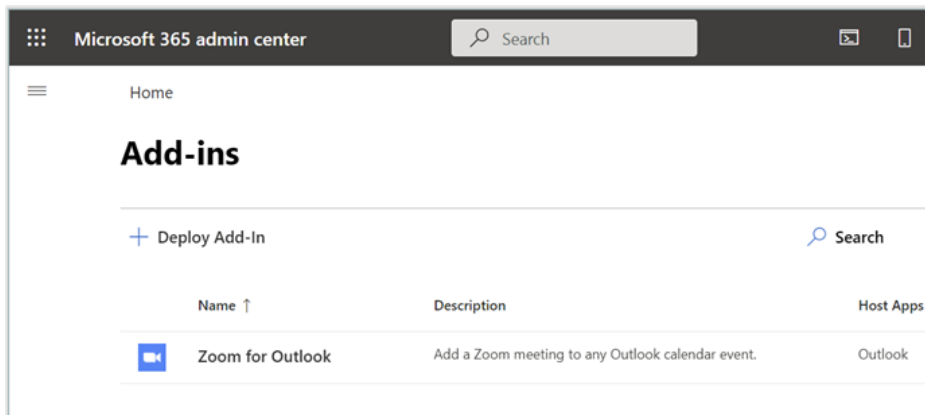 Microsoft 365 admin center Search
Home
Add-ins
Deploy Add-In Search
Name ↑ Description Host Apps
Zoom for Outlook Add a Zoom meeting to any Outlook calendar event. Outlook